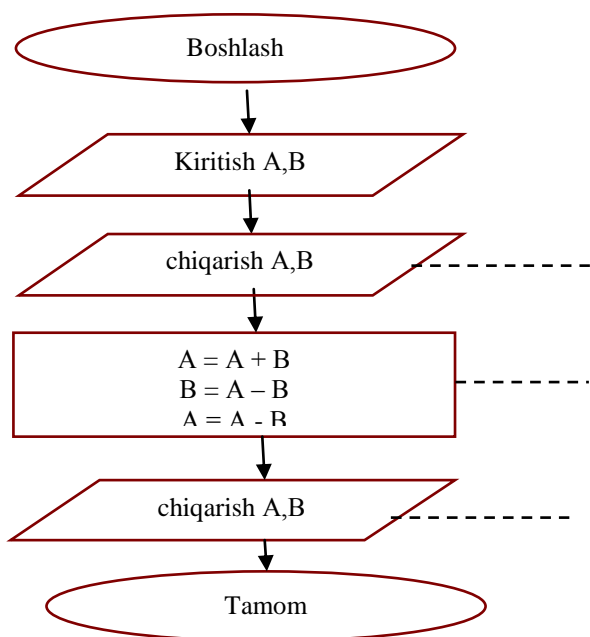 Boshlash
Kiritish A,B
chiqarish A,B
A = A + B
B = A – B
A = A - B
chiqarish A,B
Tamom